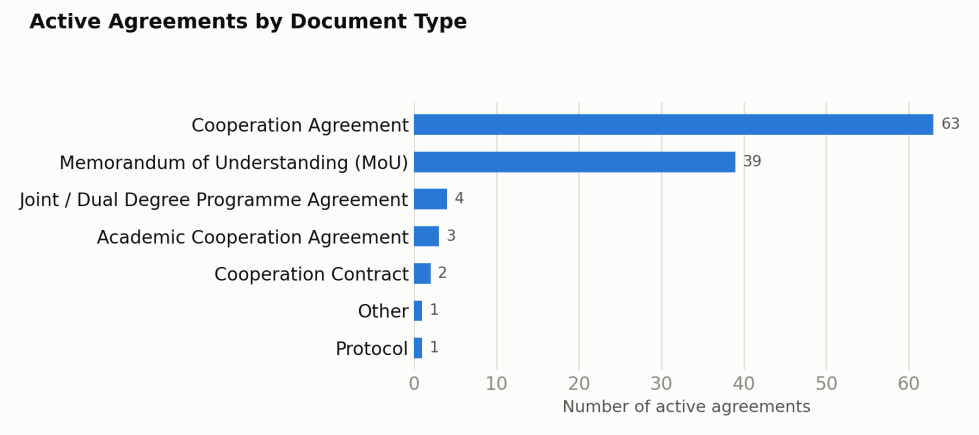 Active Agreements by Document Type
Cooperation Agreement 63
Memorandum of Understanding (MoU) 39
Joint / Dual Degree Programme Agreement 4
Academic Cooperation Agreement 3
Cooperation Contract 2
Other 1
Protocol 1
0 10 20 30 40 50 60
Number of active agreements